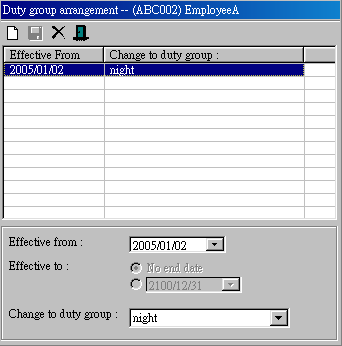 Duty group arrangement -- (ABC002) EmployeeA
Effective From Change to duty group :
2005/01/02 night
Effective from : 2005/01/02
Effective to : No end date
2100/12/31
Change to duty group : night